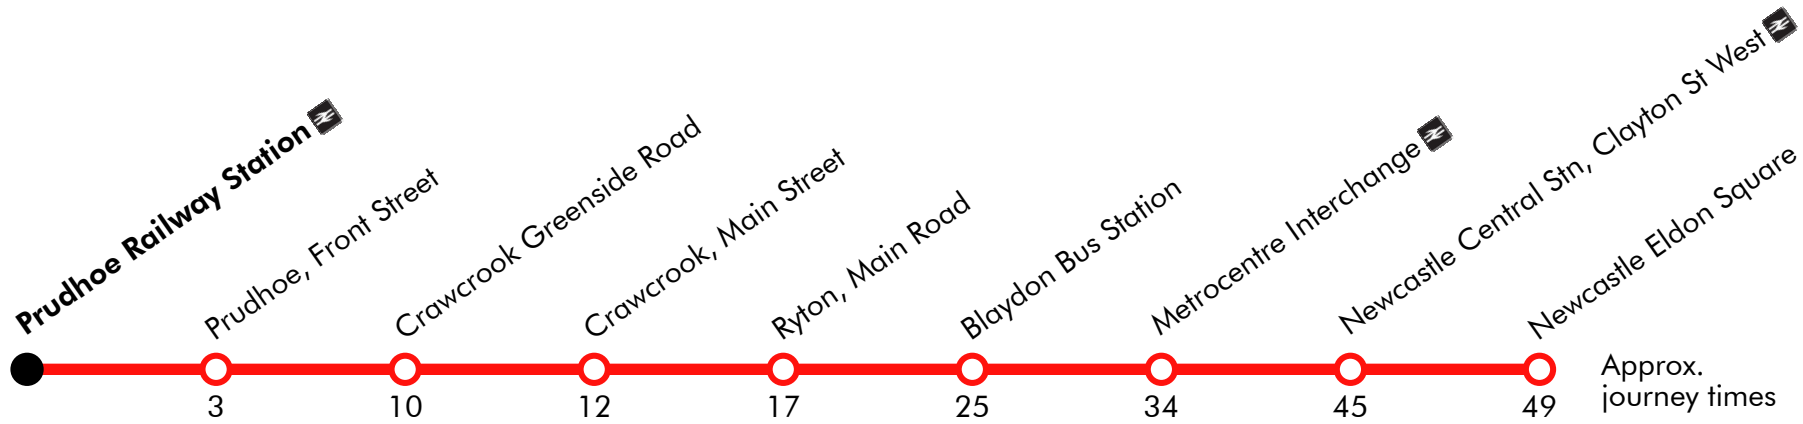 Prudhoe Railway Station
Prudhoe, Front Street
Crawcrook Greenside Road
Crawcrook, Main Street
Ryton, Main Road
Blaydon Bus Station
Metrocentre Interchange
Newcastle Central Stn, Clayton St West
Newcastle Eldon Square
3 10 12 17 25 34 45 49
Approx.
journey times